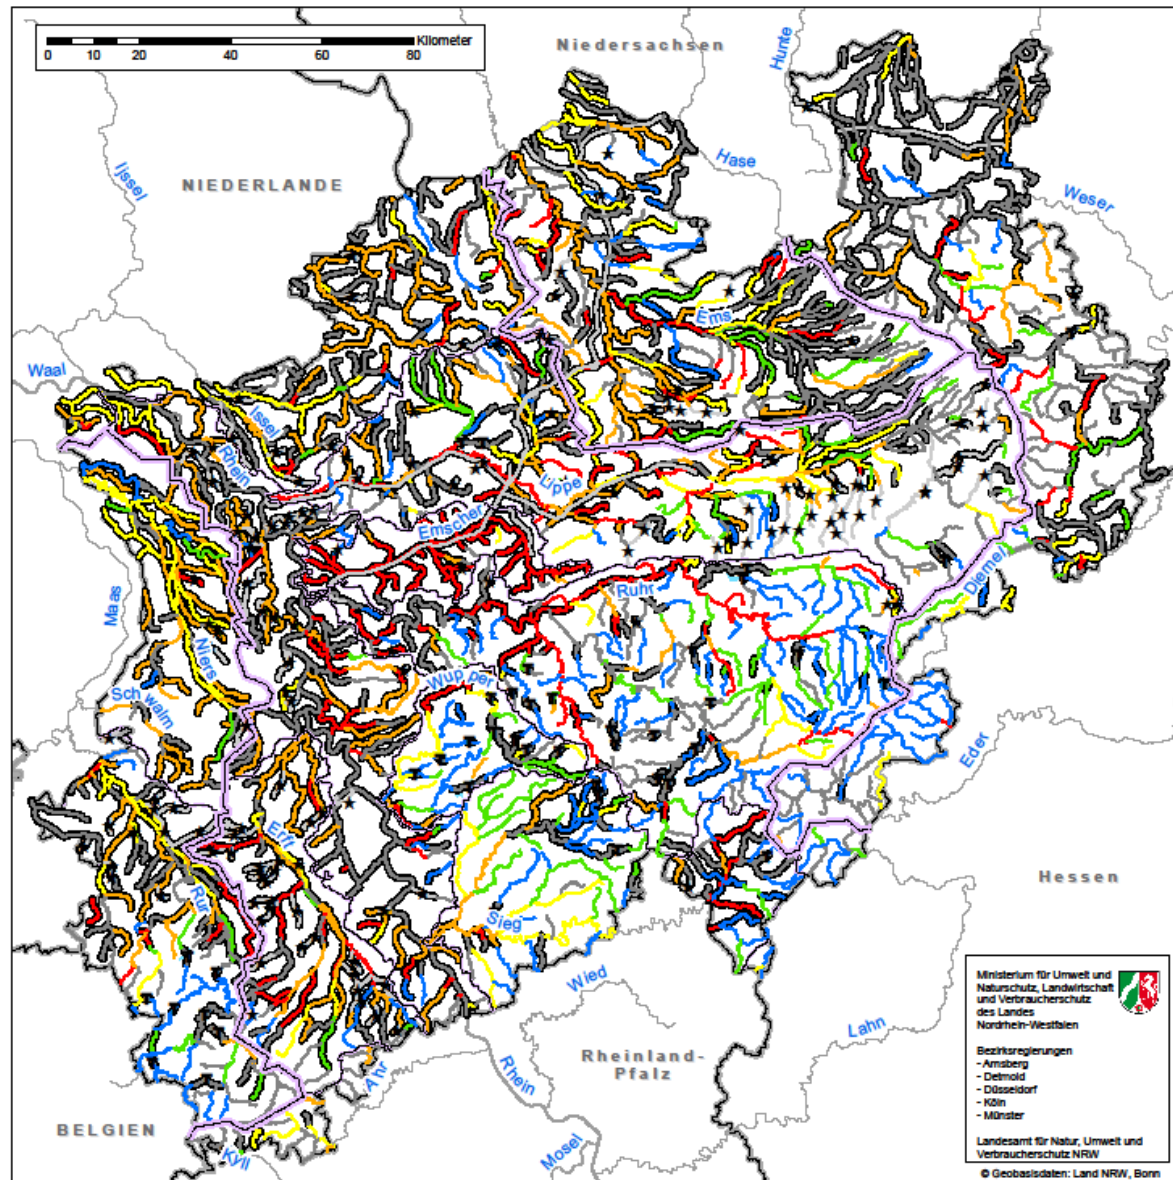 Kilometer
0 10 20 40 60 80
Niedersachsen
Hunte
Ijssel
NIEDERLANDE
Hase
Weser
Ems
Waal
Issel
Rhein
Lippe
Emscher
Maas
Ruhr
Diemel
Niers
Wupper
Schwalm
Eder
Erft
Hessen
Rur
Sieg
Wied
Lahn
Rheinland-
Pfalz
Ahr
Rhein
BELGIEN
Kyll
Mosel
Ministerium für Umwelt und
Naturschutz, Landwirtschaft
und Verbraucherschutz
des Landes
Nordrhein-Westfalen
Bezirksregierungen
- Arnsberg
- Detmold
- Düsseldorf
- Köln
- Münster
Landesamt für Natur, Umwelt und
Verbraucherschutz NRW
© Geobasisdaten: Land NRW, Bonn